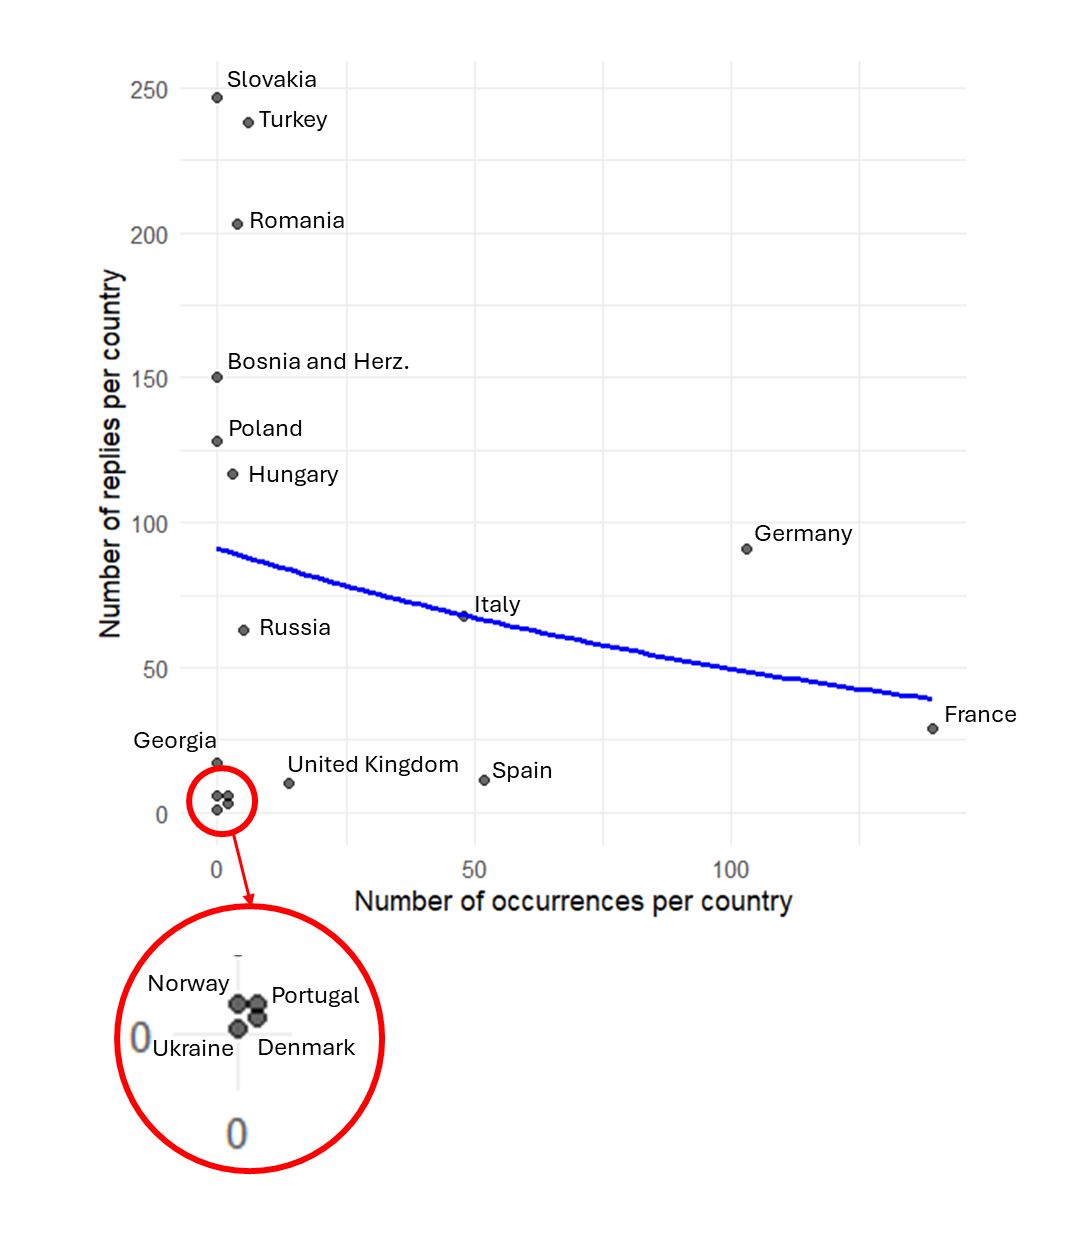 250
Slovakia
Turkey
200
Romania
150
Bosnia and Herz.
Poland
Hungary
100
Germany
Italy
Russia
50
France
Georgia
United Kingdom
Spain
0
Number of replies per country
0 50 100
Number of occurrences per country
Norway
Portugal
0
Ukraine
Denmark
0